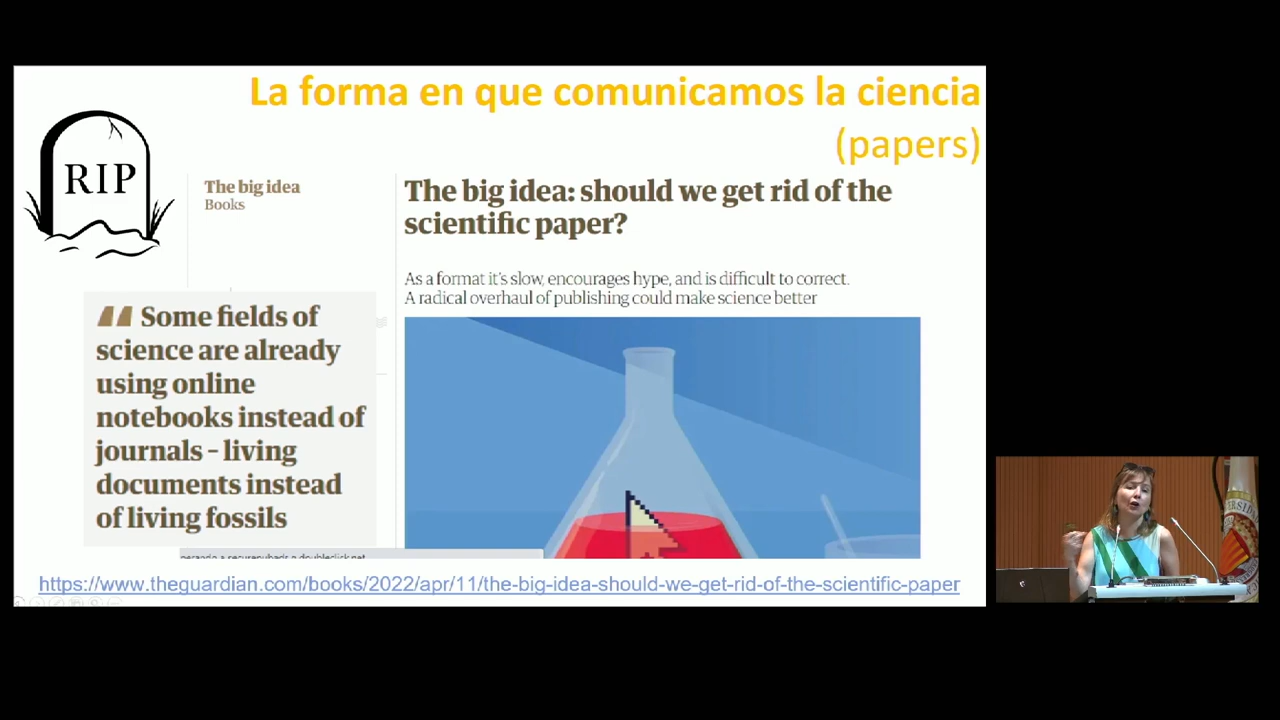 La forma en que comunicamos la ciencia
(papers)
RIP
The big idea
Books
The big idea: should we get rid of the
scientific paper?
As a format it's slow, encourages hype, and is difficult to correct.
A radical overhaul of publishing could make science better
Some fields of
science are already
using online
notebooks instead of
journals – living
documents instead
of living fossils
https://www.theguardian.com/books/2022/apr/11/the-big-idea-should-we-get-rid-of-the-scientific-paper